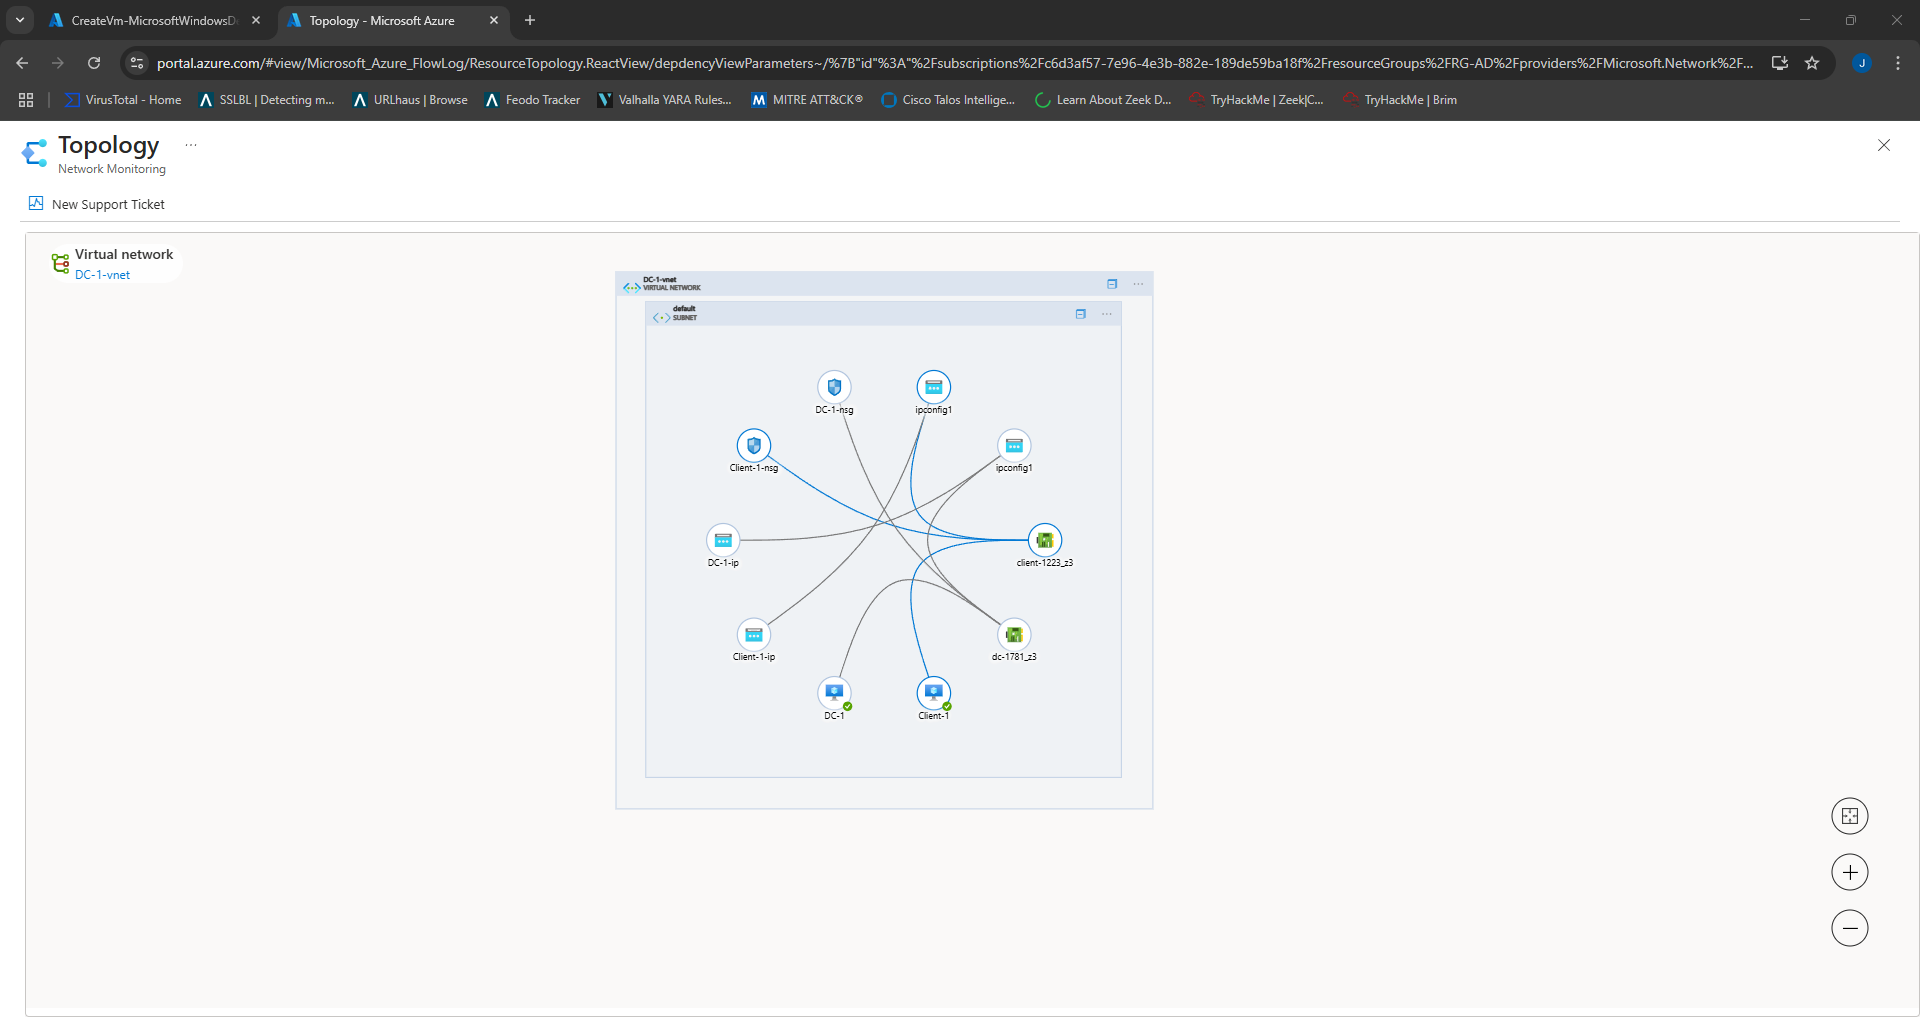 CreateVm-MicrosoftWindowsD
Topology - Microsoft Azure
portal.azure.com/#view/Microsoft_Azure_FlowLog/ResourceTopology.ReactView/depdencyViewParameters~/%7B"id"%3A"%2Fsubscriptions%2Fc6d3af57-7e96-4e3b-882e-189de59ba18f%2FresourceGroups%2FRG-AD%2Fproviders%2FMicrosoft.Network%2F...
J
VirusTotal - Home
SSLBL | Detecting m...
URLhaus | Browse
Feodo Tracker
Valhalla YARA Rules...
MITRE ATT&CK®
Cisco Talos Intellige...
Learn About Zeek D...
TryHackMe | Zeek|C...
TryHackMe | Brim
Topology
...
Network Monitoring
New Support Ticket
Virtual network
DC-1-vnet
DC-1-vnet
VIRTUAL NETWORK
default
SUBNET
DC-1-nsg
ipconfig1
Client-1-nsg
ipconfig1
DC-1-ip
client-1223_z3
Client-1-ip
dc-1781_z3
DC-1
Client-1